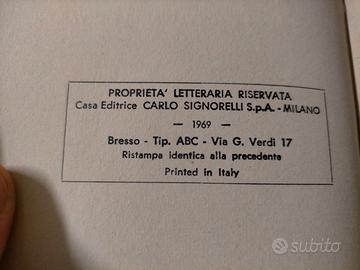 PROPRIETA' LETTERARIA RISERVATA
Casa Editrice CARLO SIGNORELLI S.p.A. - MILANO
— 1969 —
Bresso - Tip. ABC - Via G. Verdi 17
Ristampa identica alla precedente
Printed in Italy
subito